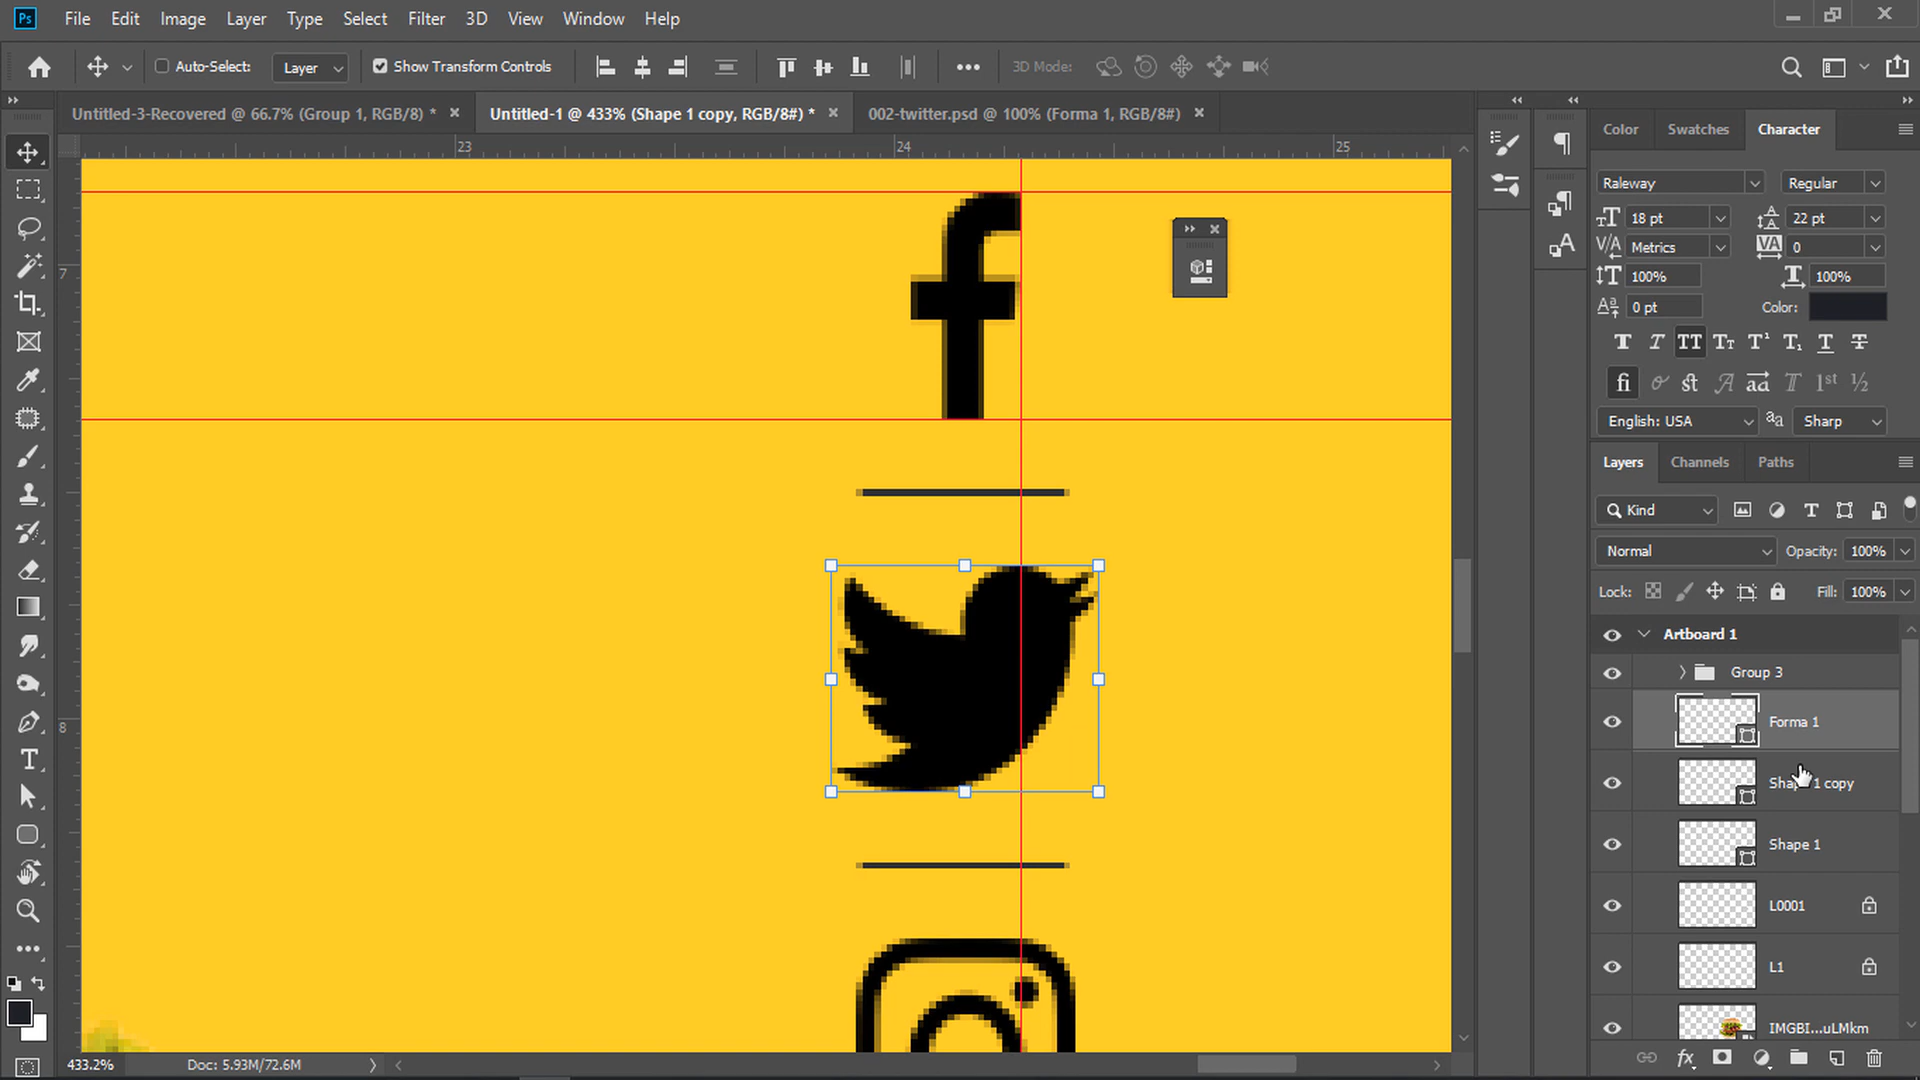 Ps File Edit Image Layer Type Select Filter 3D View Window Help
Auto-Select: Layer Show Transform Controls 3D Mode:
Untitled-3-Recovered @ 66.7% (Group 1, RGB/8) * Untitled-1 @ 433% (Shape 1 copy, RGB/8#) * 002-twitter.psd @ 100% (Forma 1, RGB/8#)
23 24 25
7
8
Color Swatches Character
Raleway Regular
18 pt 22 pt
Metrics 0
100% 100%
0 pt Color:
English: USA Sharp
Layers Channels Paths
Kind
Normal Opacity: 100%
Lock: Fill: 100%
Artboard 1
Group 3
Forma 1
Shape 1 copy
Shape 1
L0001
L1
IMGBI...uLMkm
433.2% Doc: 5.93M/72.6M